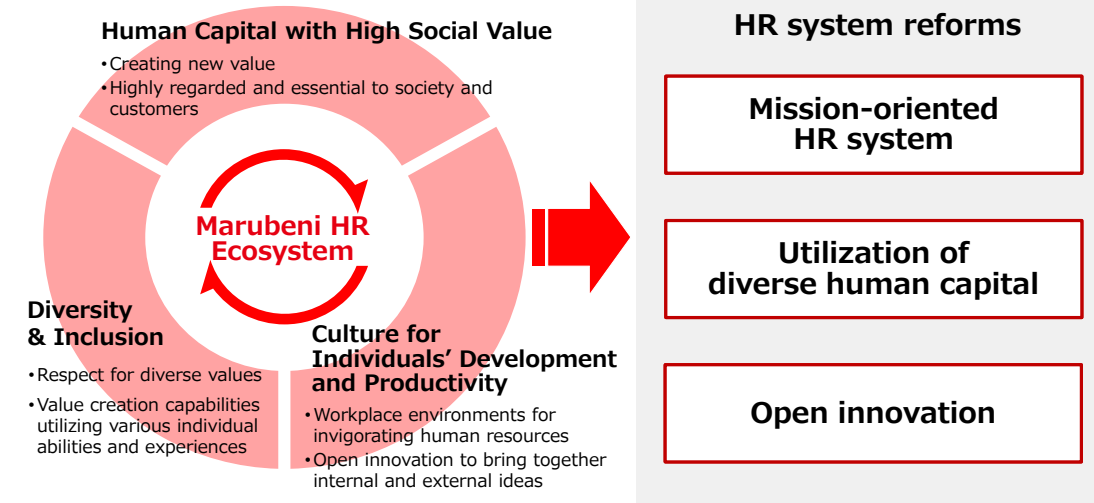 Human Capital with High Social Value
•Creating new value
•Highly regarded and essential to society and
customers
Marubeni HR
Ecosystem
Diversity
& Inclusion
•Respect for diverse values
•Value creation capabilities
utilizing various individual
abilities and experiences
Culture for
Individuals’ Development
and Productivity
•Workplace environments for
invigorating human resources
•Open innovation to bring together
internal and external ideas
HR system reforms
Mission-oriented
HR system
Utilization of
diverse human capital
Open innovation